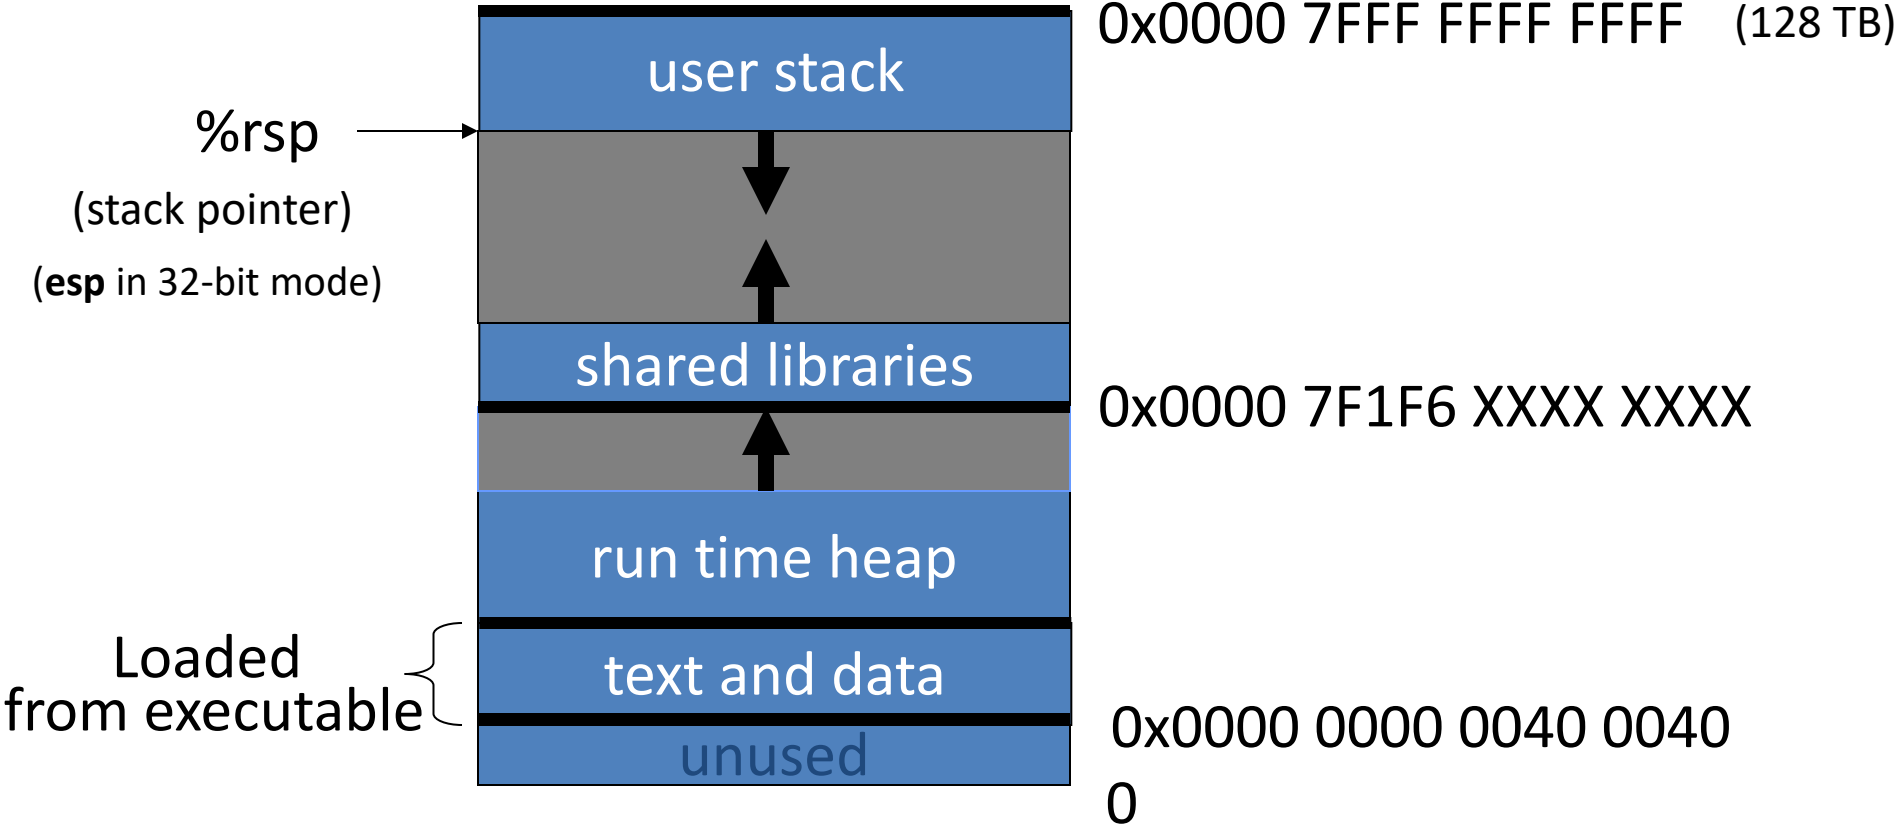 user stack
0x0000 7FFF FFFF FFFF (128 TB)
%rsp
(stack pointer)
(esp in 32-bit mode)
shared libraries
0x0000 7F1F6 XXXX XXXX
run time heap
Loaded
from executable
text and data
0x0000 0000 0040 0040
unused
0